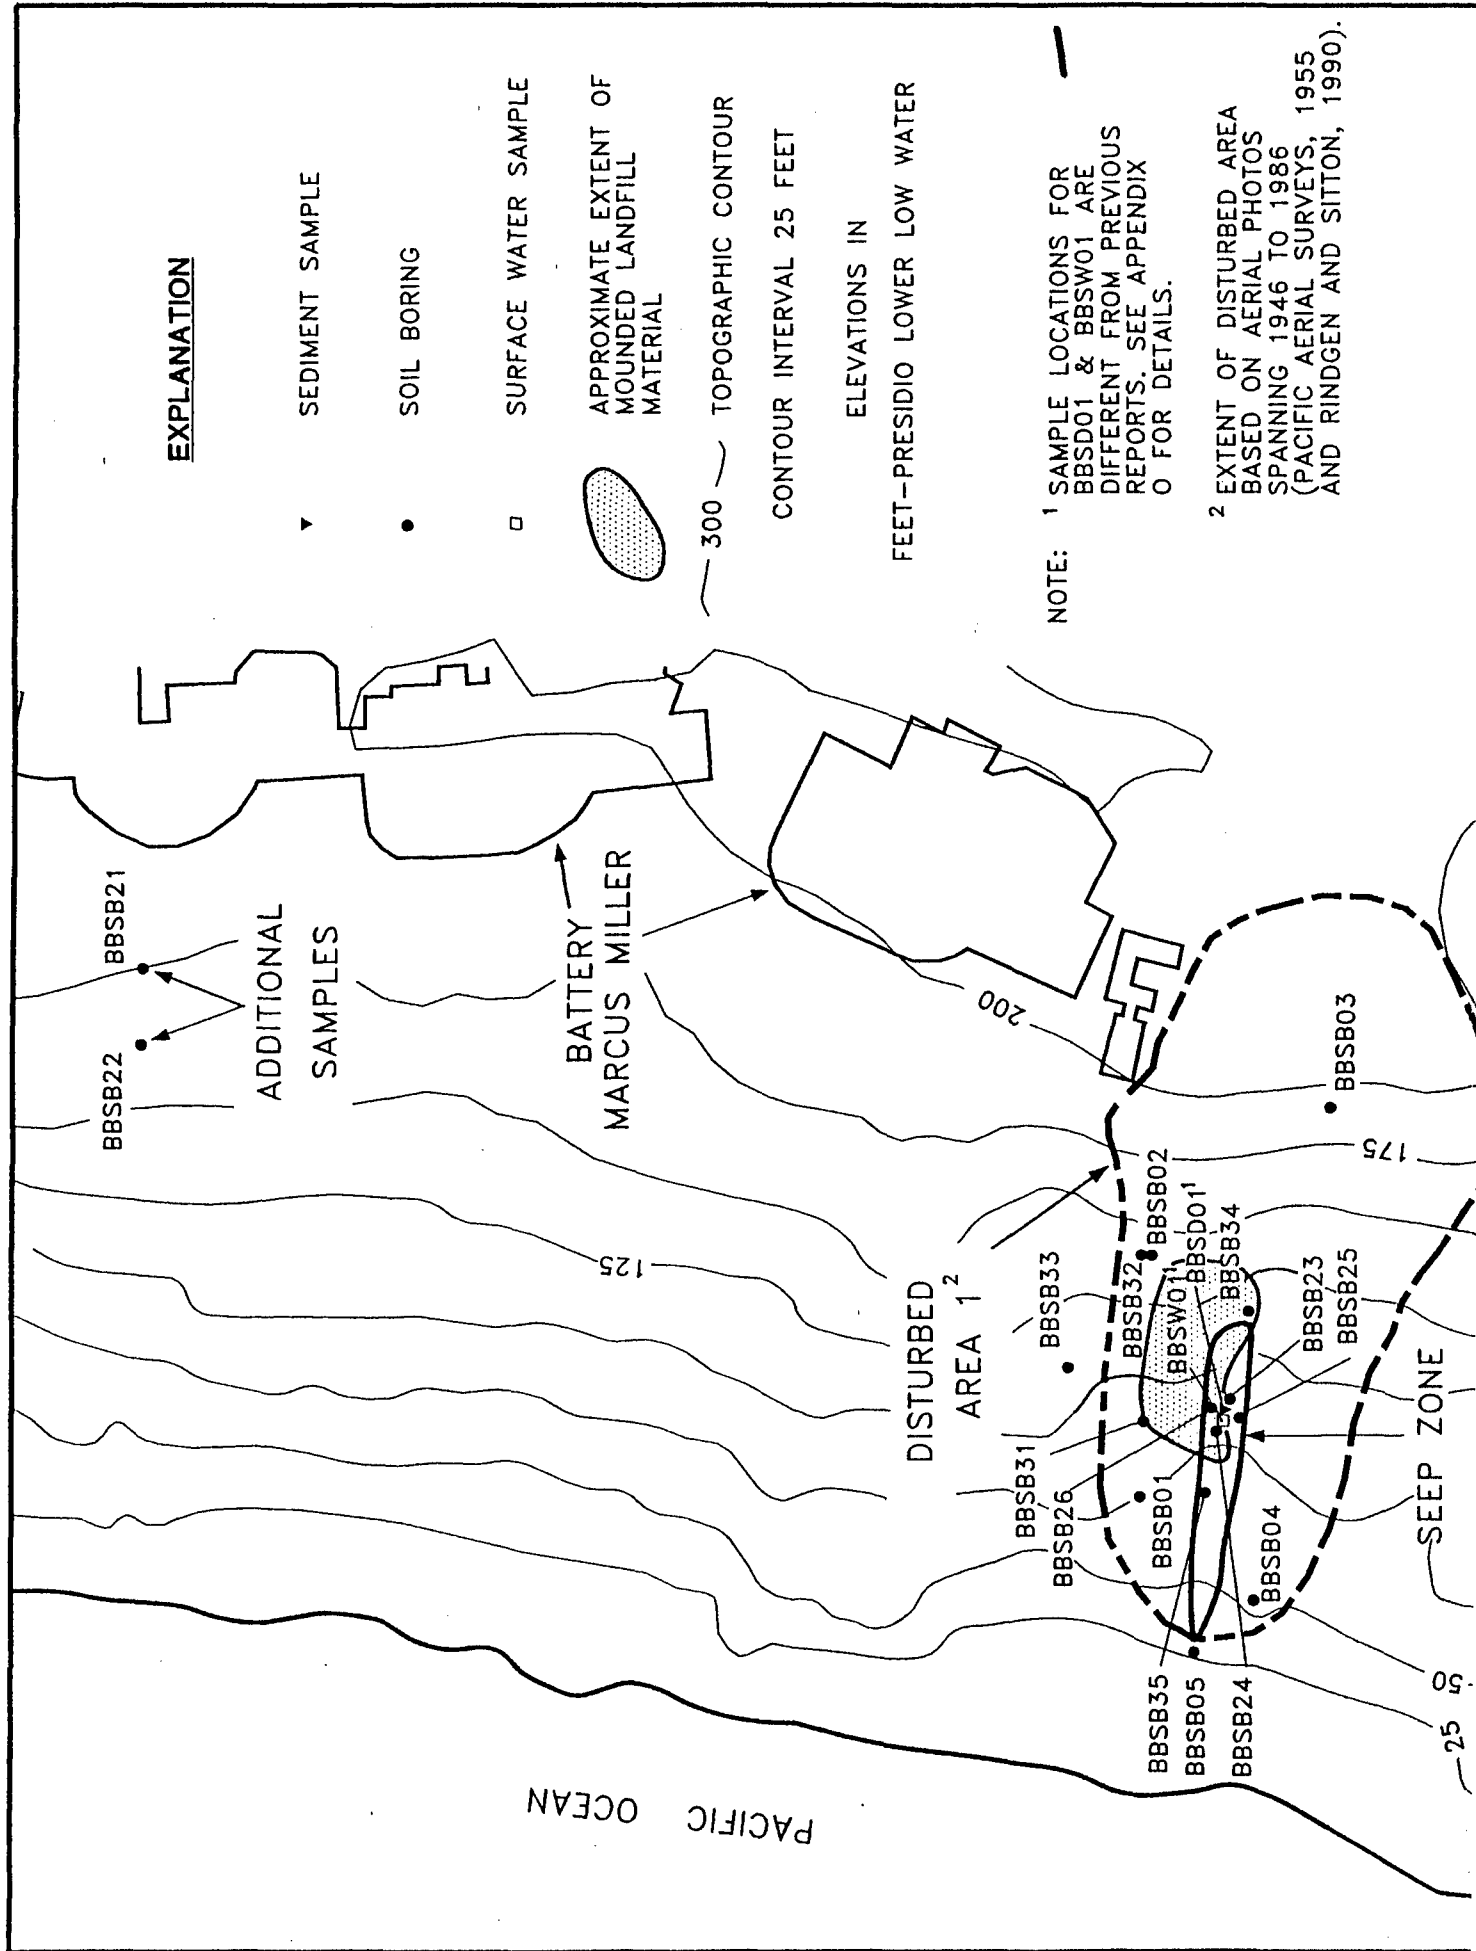 EXPLANATION
SEDIMENT SAMPLE
SOIL BORING
SURFACE WATER SAMPLE
APPROXIMATE EXTENT OF
MOUNDED LANDFILL
MATERIAL
300
TOPOGRAPHIC CONTOUR
CONTOUR INTERVAL 25 FEET
ELEVATIONS IN
FEET-PRESIDIO LOWER LOW WATER
NOTE: 1 SAMPLE LOCATIONS FOR
BBSD01 & BBSW01 ARE
DIFFERENT FROM PREVIOUS
REPORTS. SEE APPENDIX
O FOR DETAILS.
2 EXTENT OF DISTURBED AREA
BASED ON AERIAL PHOTOS
SPANNING 1946 TO 1986
(PACIFIC AERIAL SURVEYS, 1955
AND RINDGEN AND SITTON, 1990).
BBSB21
BBSB22
ADDITIONAL
SAMPLES
BATTERY
MARCUS MILLER
200
BBSB03
175
125
DISTURBED
AREA 1 2
BBSB33
BBSB32
BBSB02
BBSW01 1
BBSD01 1
BBSB34
BBSB23
BBSB25
BBSB31
BBSB26
BBSB01
BBSB04
SEEP ZONE
BBSB35
BBSB05
BBSB24
50
25
PACIFIC OCEAN